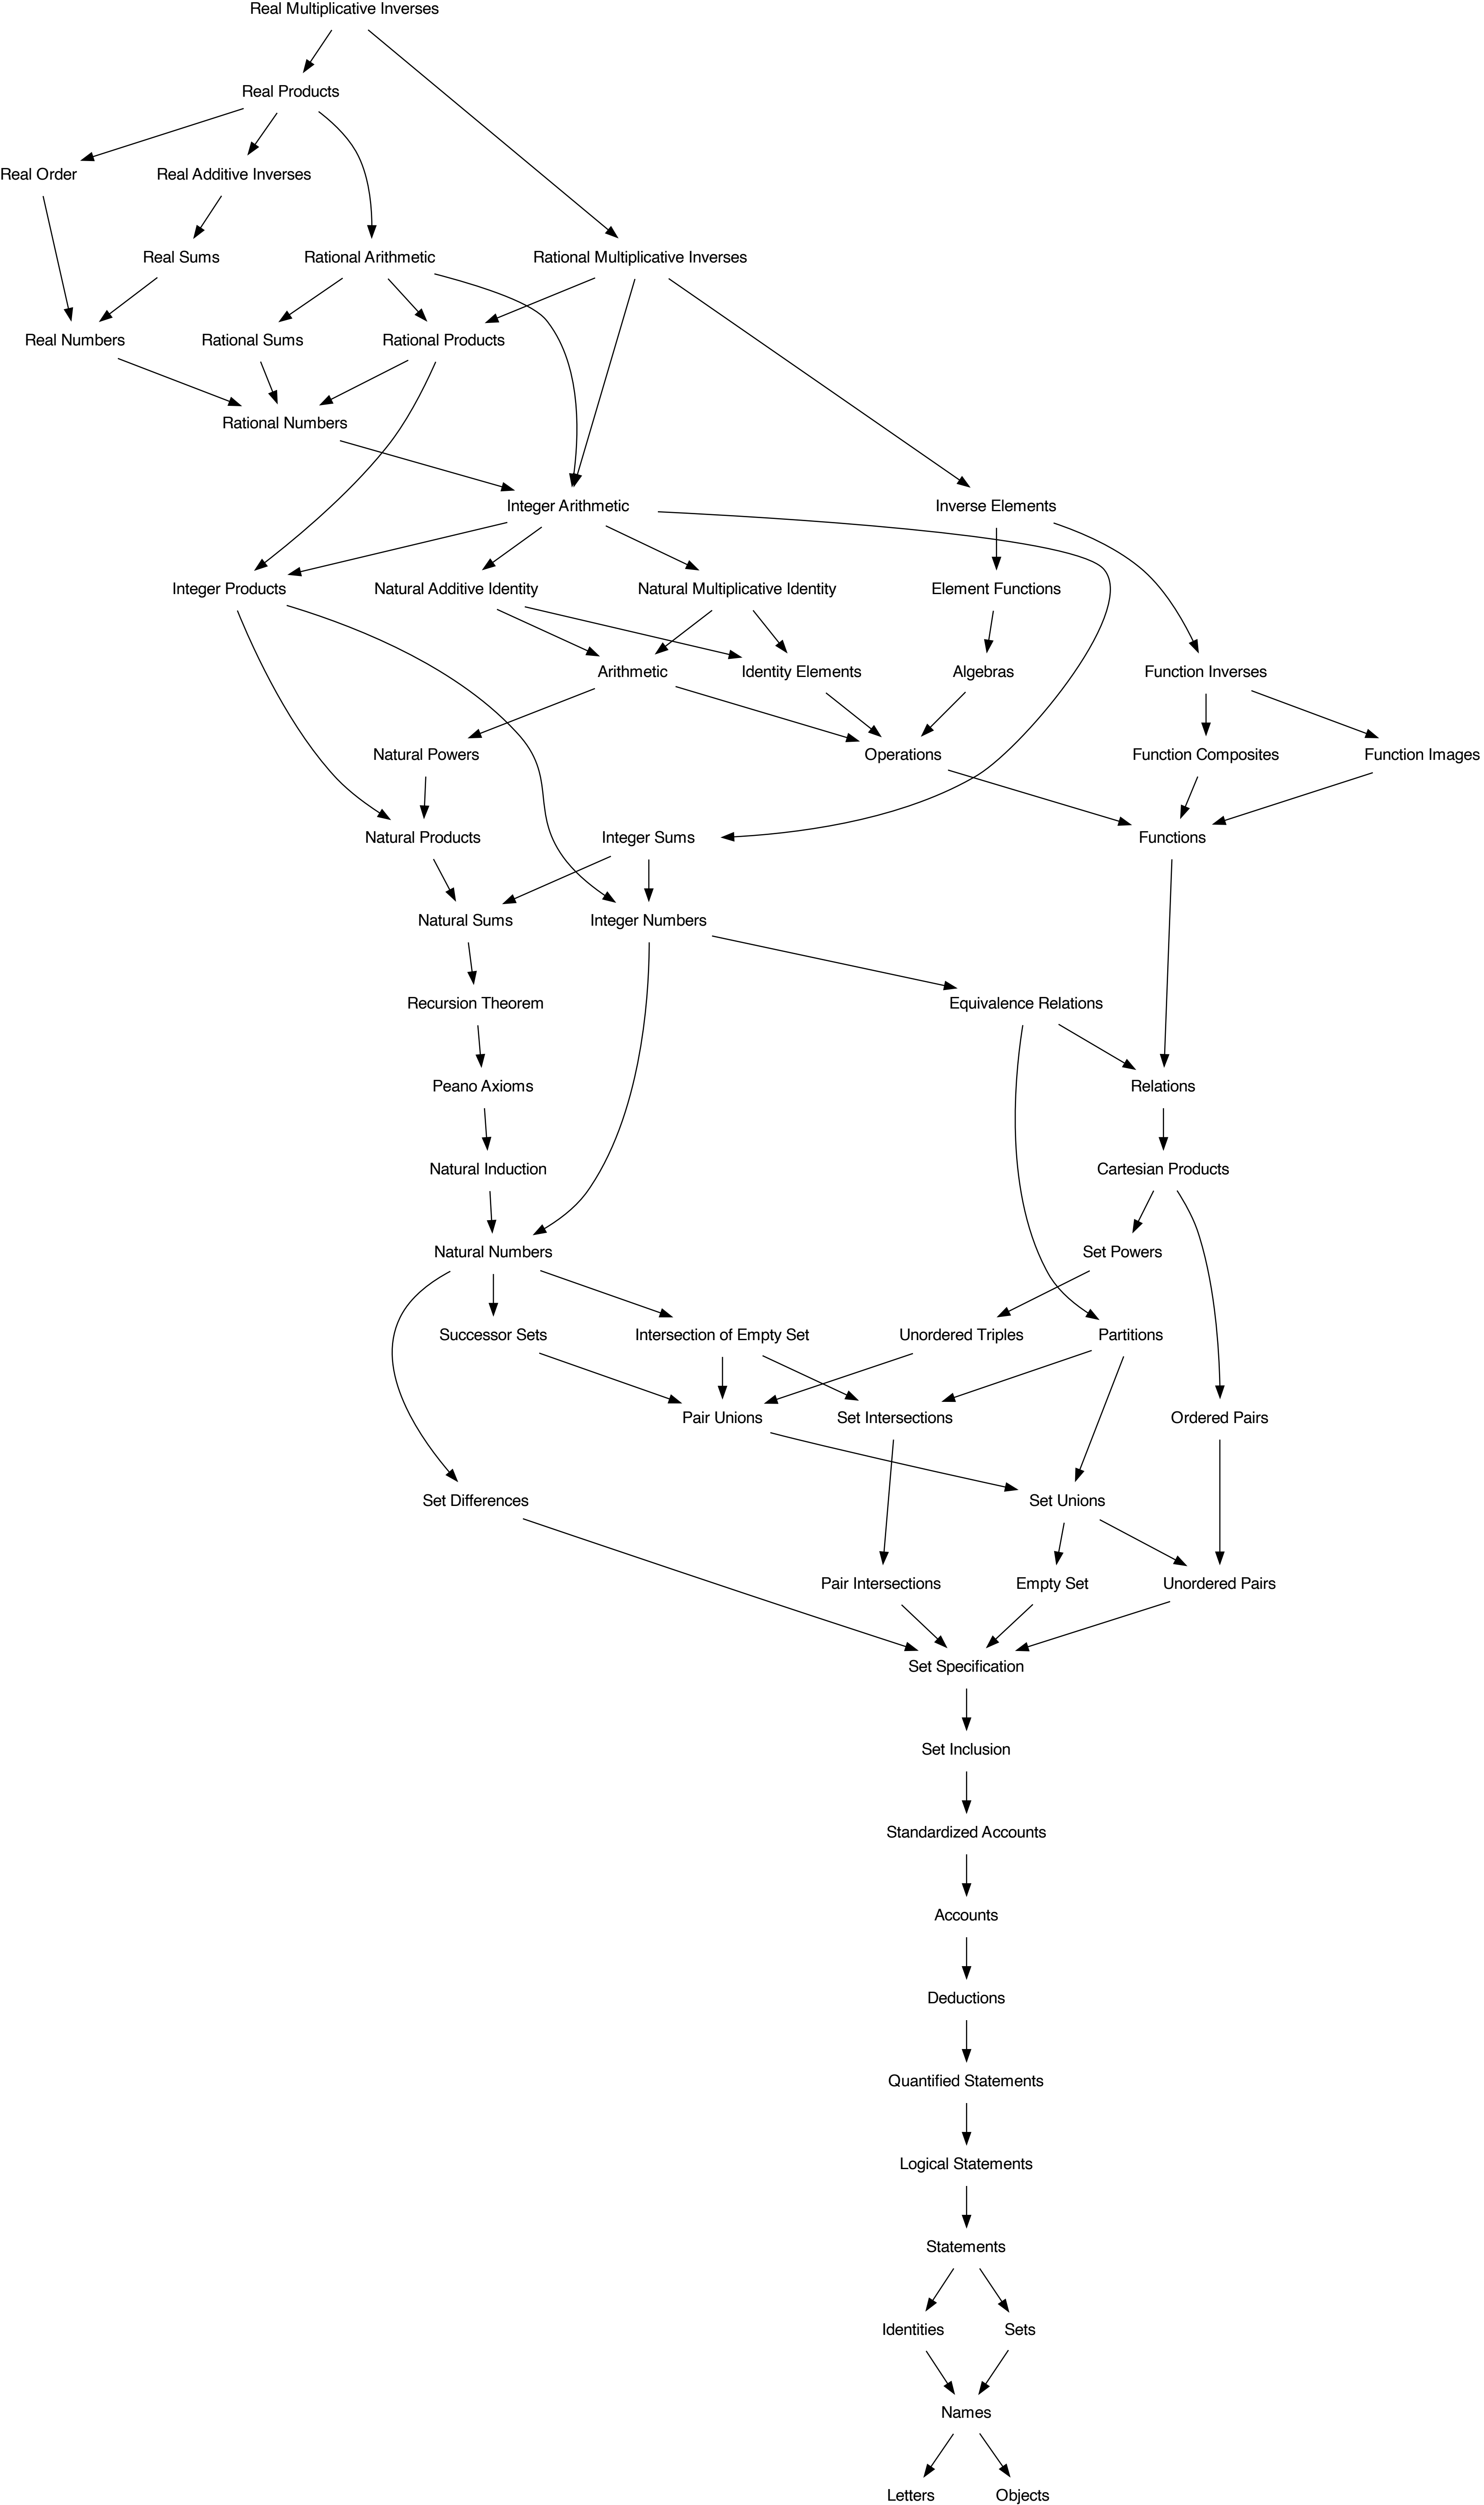 Real Multiplicative Inverses
Real Products
Real Order
Real Additive Inverses
Real Sums
Rational Arithmetic
Rational Multiplicative Inverses
Real Numbers
Rational Sums
Rational Products
Rational Numbers
Integer Arithmetic
Inverse Elements
Integer Products
Natural Additive Identity
Natural Multiplicative Identity
Element Functions
Arithmetic
Identity Elements
Algebras
Function Inverses
Natural Powers
Operations
Function Composites
Function Images
Natural Products
Integer Sums
Functions
Natural Sums
Integer Numbers
Recursion Theorem
Equivalence Relations
Peano Axioms
Relations
Natural Induction
Cartesian Products
Natural Numbers
Set Powers
Successor Sets
Intersection of Empty Set
Unordered Triples
Partitions
Pair Unions
Set Intersections
Ordered Pairs
Set Differences
Set Unions
Pair Intersections
Empty Set
Unordered Pairs
Set Specification
Set Inclusion
Standardized Accounts
Accounts
Deductions
Quantified Statements
Logical Statements
Statements
Identities
Sets
Names
Letters
Objects